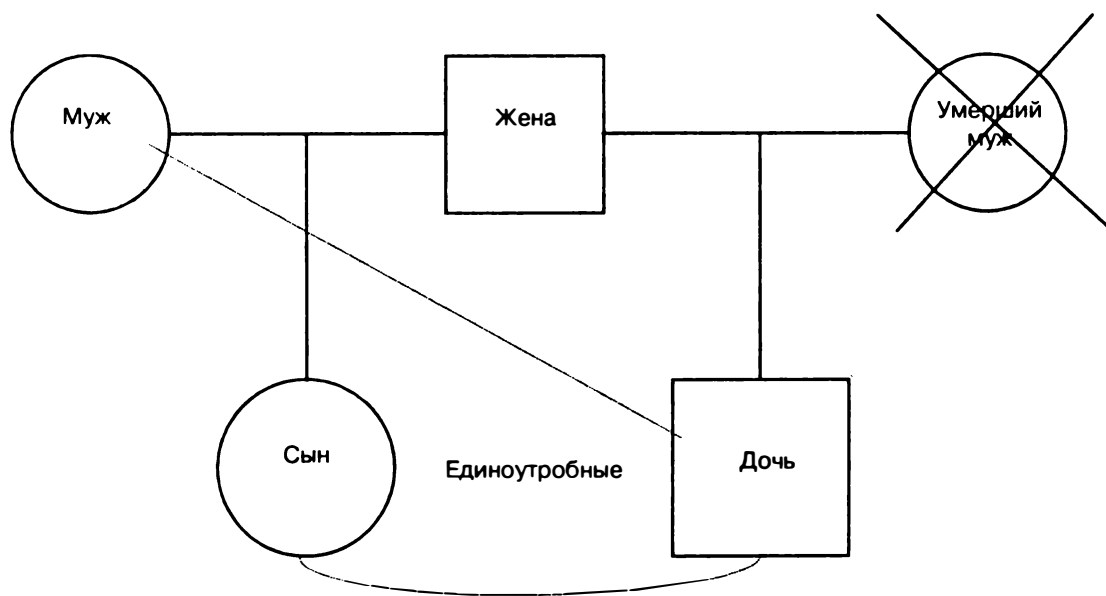 Муж
Жена
Умерший
муж
Сын
Единоутробные
Дочь